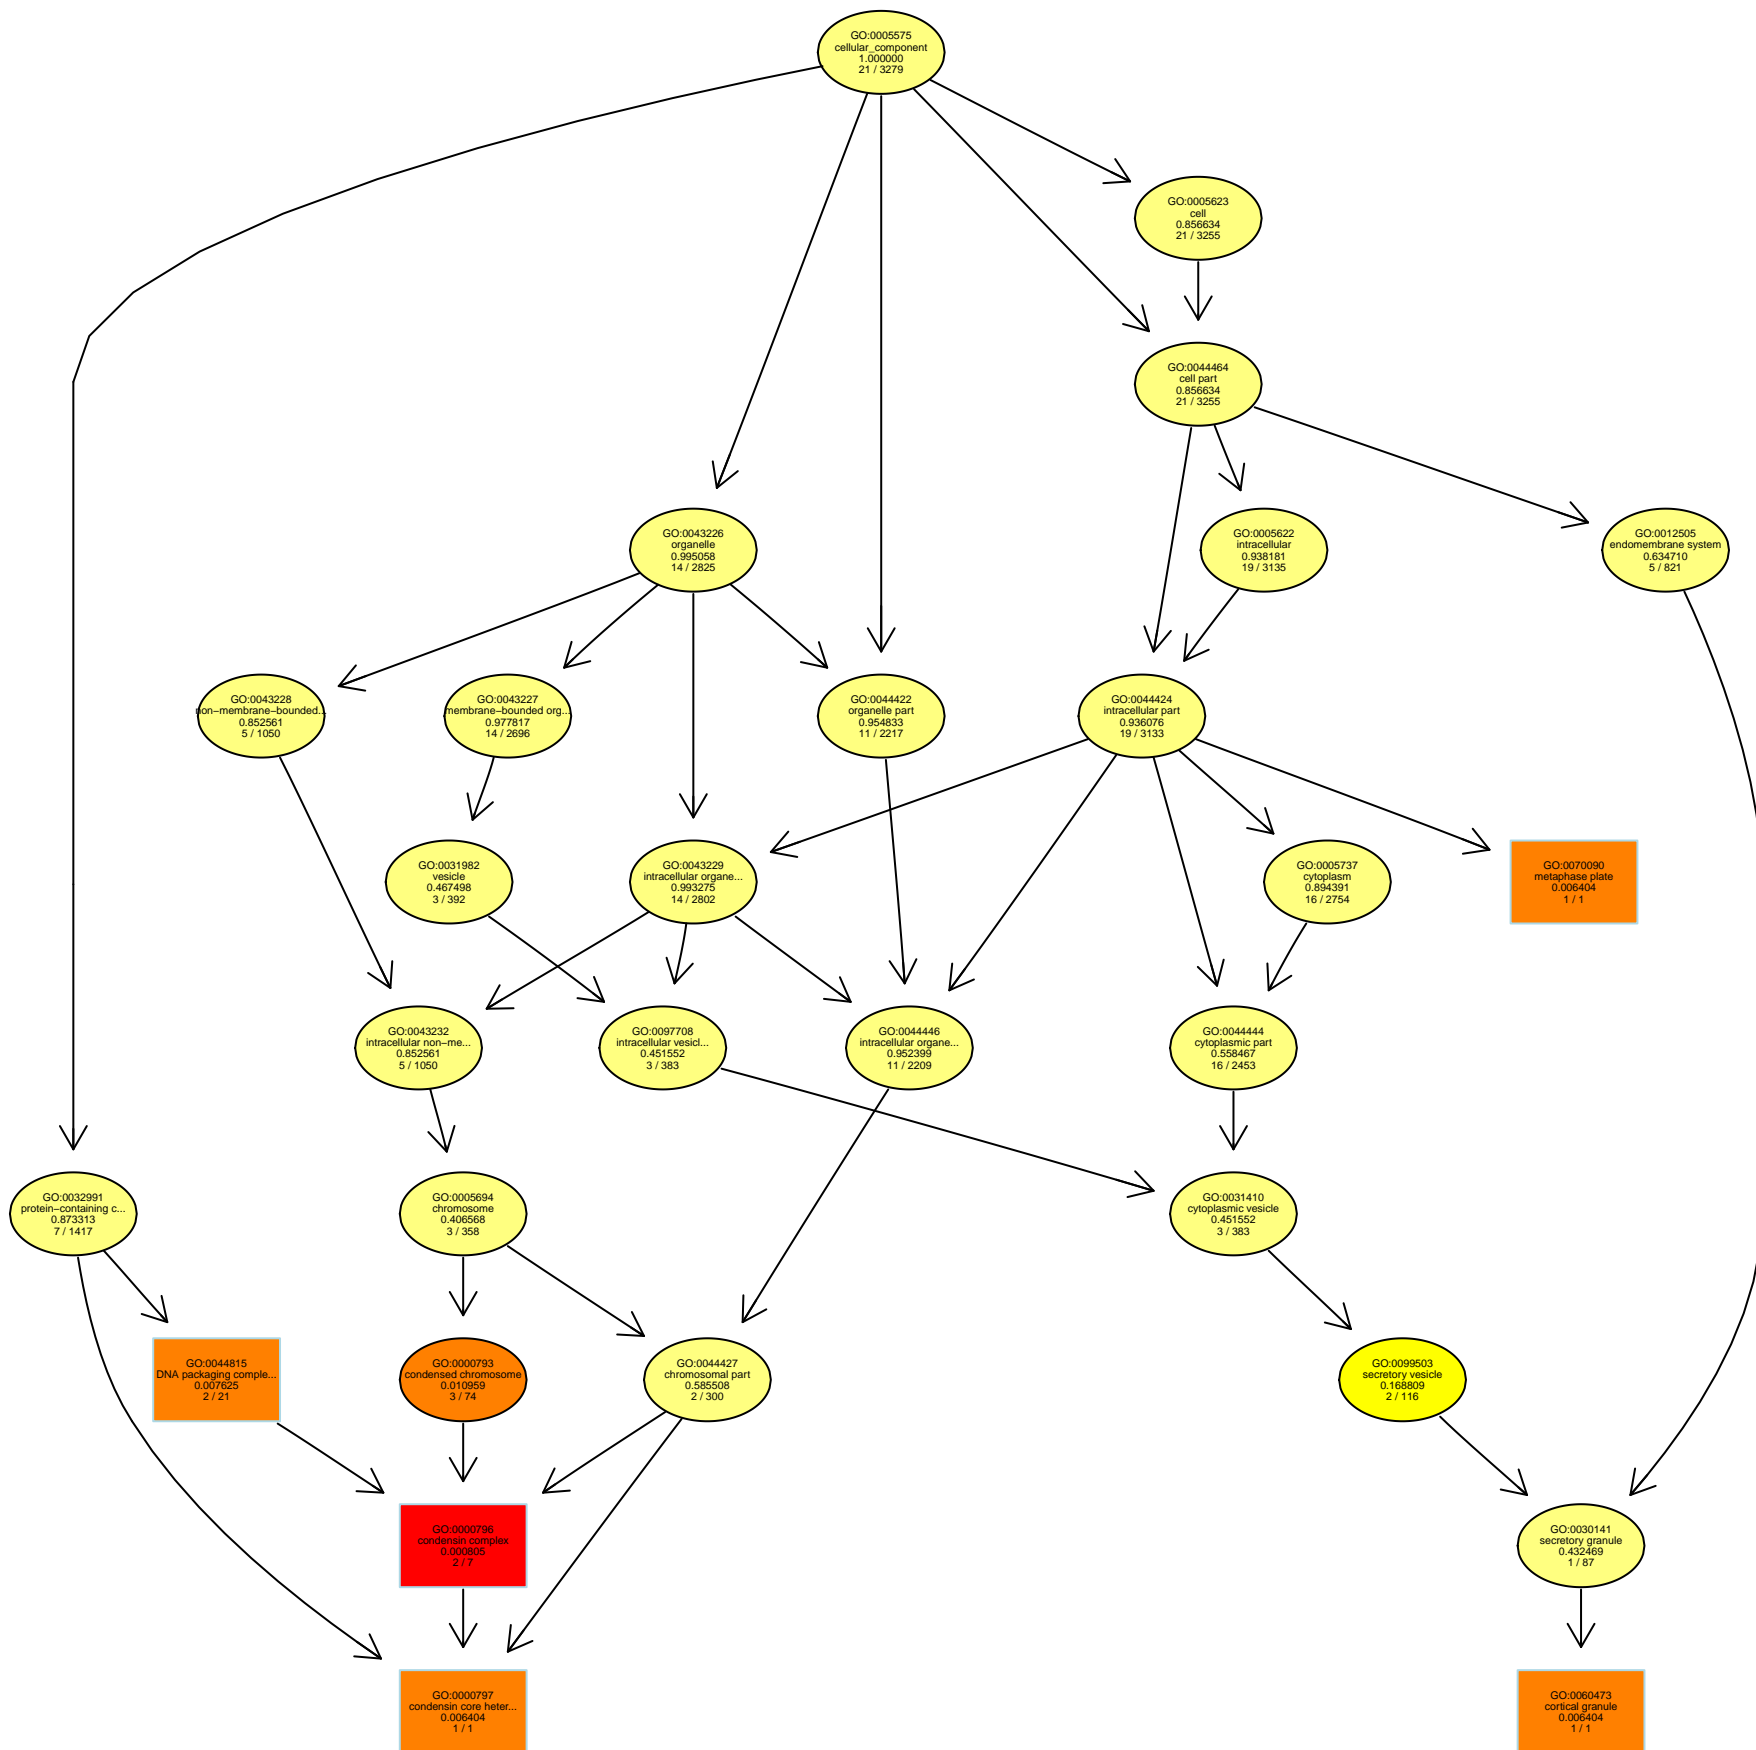 GO:0005575
cellular_component
1.000000
21 / 3279
GO:0005623
cell
0.856634
21 / 3255
GO:0044464
cell part
0.856634
21 / 3255
GO:0043226
organelle
0.995058
14 / 2825
GO:0005622
intracellular
0.938181
19 / 3135
GO:0012505
endomembrane system
0.634710
5 / 821
GO:0043228
non−membrane−bounded...
0.852561
5 / 1050
GO:0043227
membrane−bounded org...
0.977817
14 / 2696
GO:0044422
organelle part
0.954833
11 / 2217
GO:0044424
intracellular part
0.936076
19 / 3133
GO:0031982
vesicle
0.467498
3 / 392
GO:0043229
intracellular organe...
0.993275
14 / 2802
GO:0005737
cytoplasm
0.894391
16 / 2754
GO:0070090
metaphase plate
0.006404
1 / 1
GO:0043232
intracellular non−me...
0.852561
5 / 1050
GO:0097708
intracellular vesicl...
0.451552
3 / 383
GO:0044446
intracellular organe...
0.952399
11 / 2209
GO:0044444
cytoplasmic part
0.558467
16 / 2453
GO:0032991
protein−containing c...
0.873313
7 / 1417
GO:0005694
chromosome
0.406568
3 / 358
GO:0031410
cytoplasmic vesicle
0.451552
3 / 383
GO:0044815
DNA packaging comple...
0.007625
2 / 21
GO:0000793
condensed chromosome
0.010959
3 / 74
GO:0044427
chromosomal part
0.585508
2 / 300
GO:0099503
secretory vesicle
0.168809
2 / 116
GO:0000796
condensin complex
0.000805
2 / 7
GO:0030141
secretory granule
0.432469
1 / 87
GO:0000797
condensin core heter...
0.006404
1 / 1
GO:0060473
cortical granule
0.006404
1 / 1